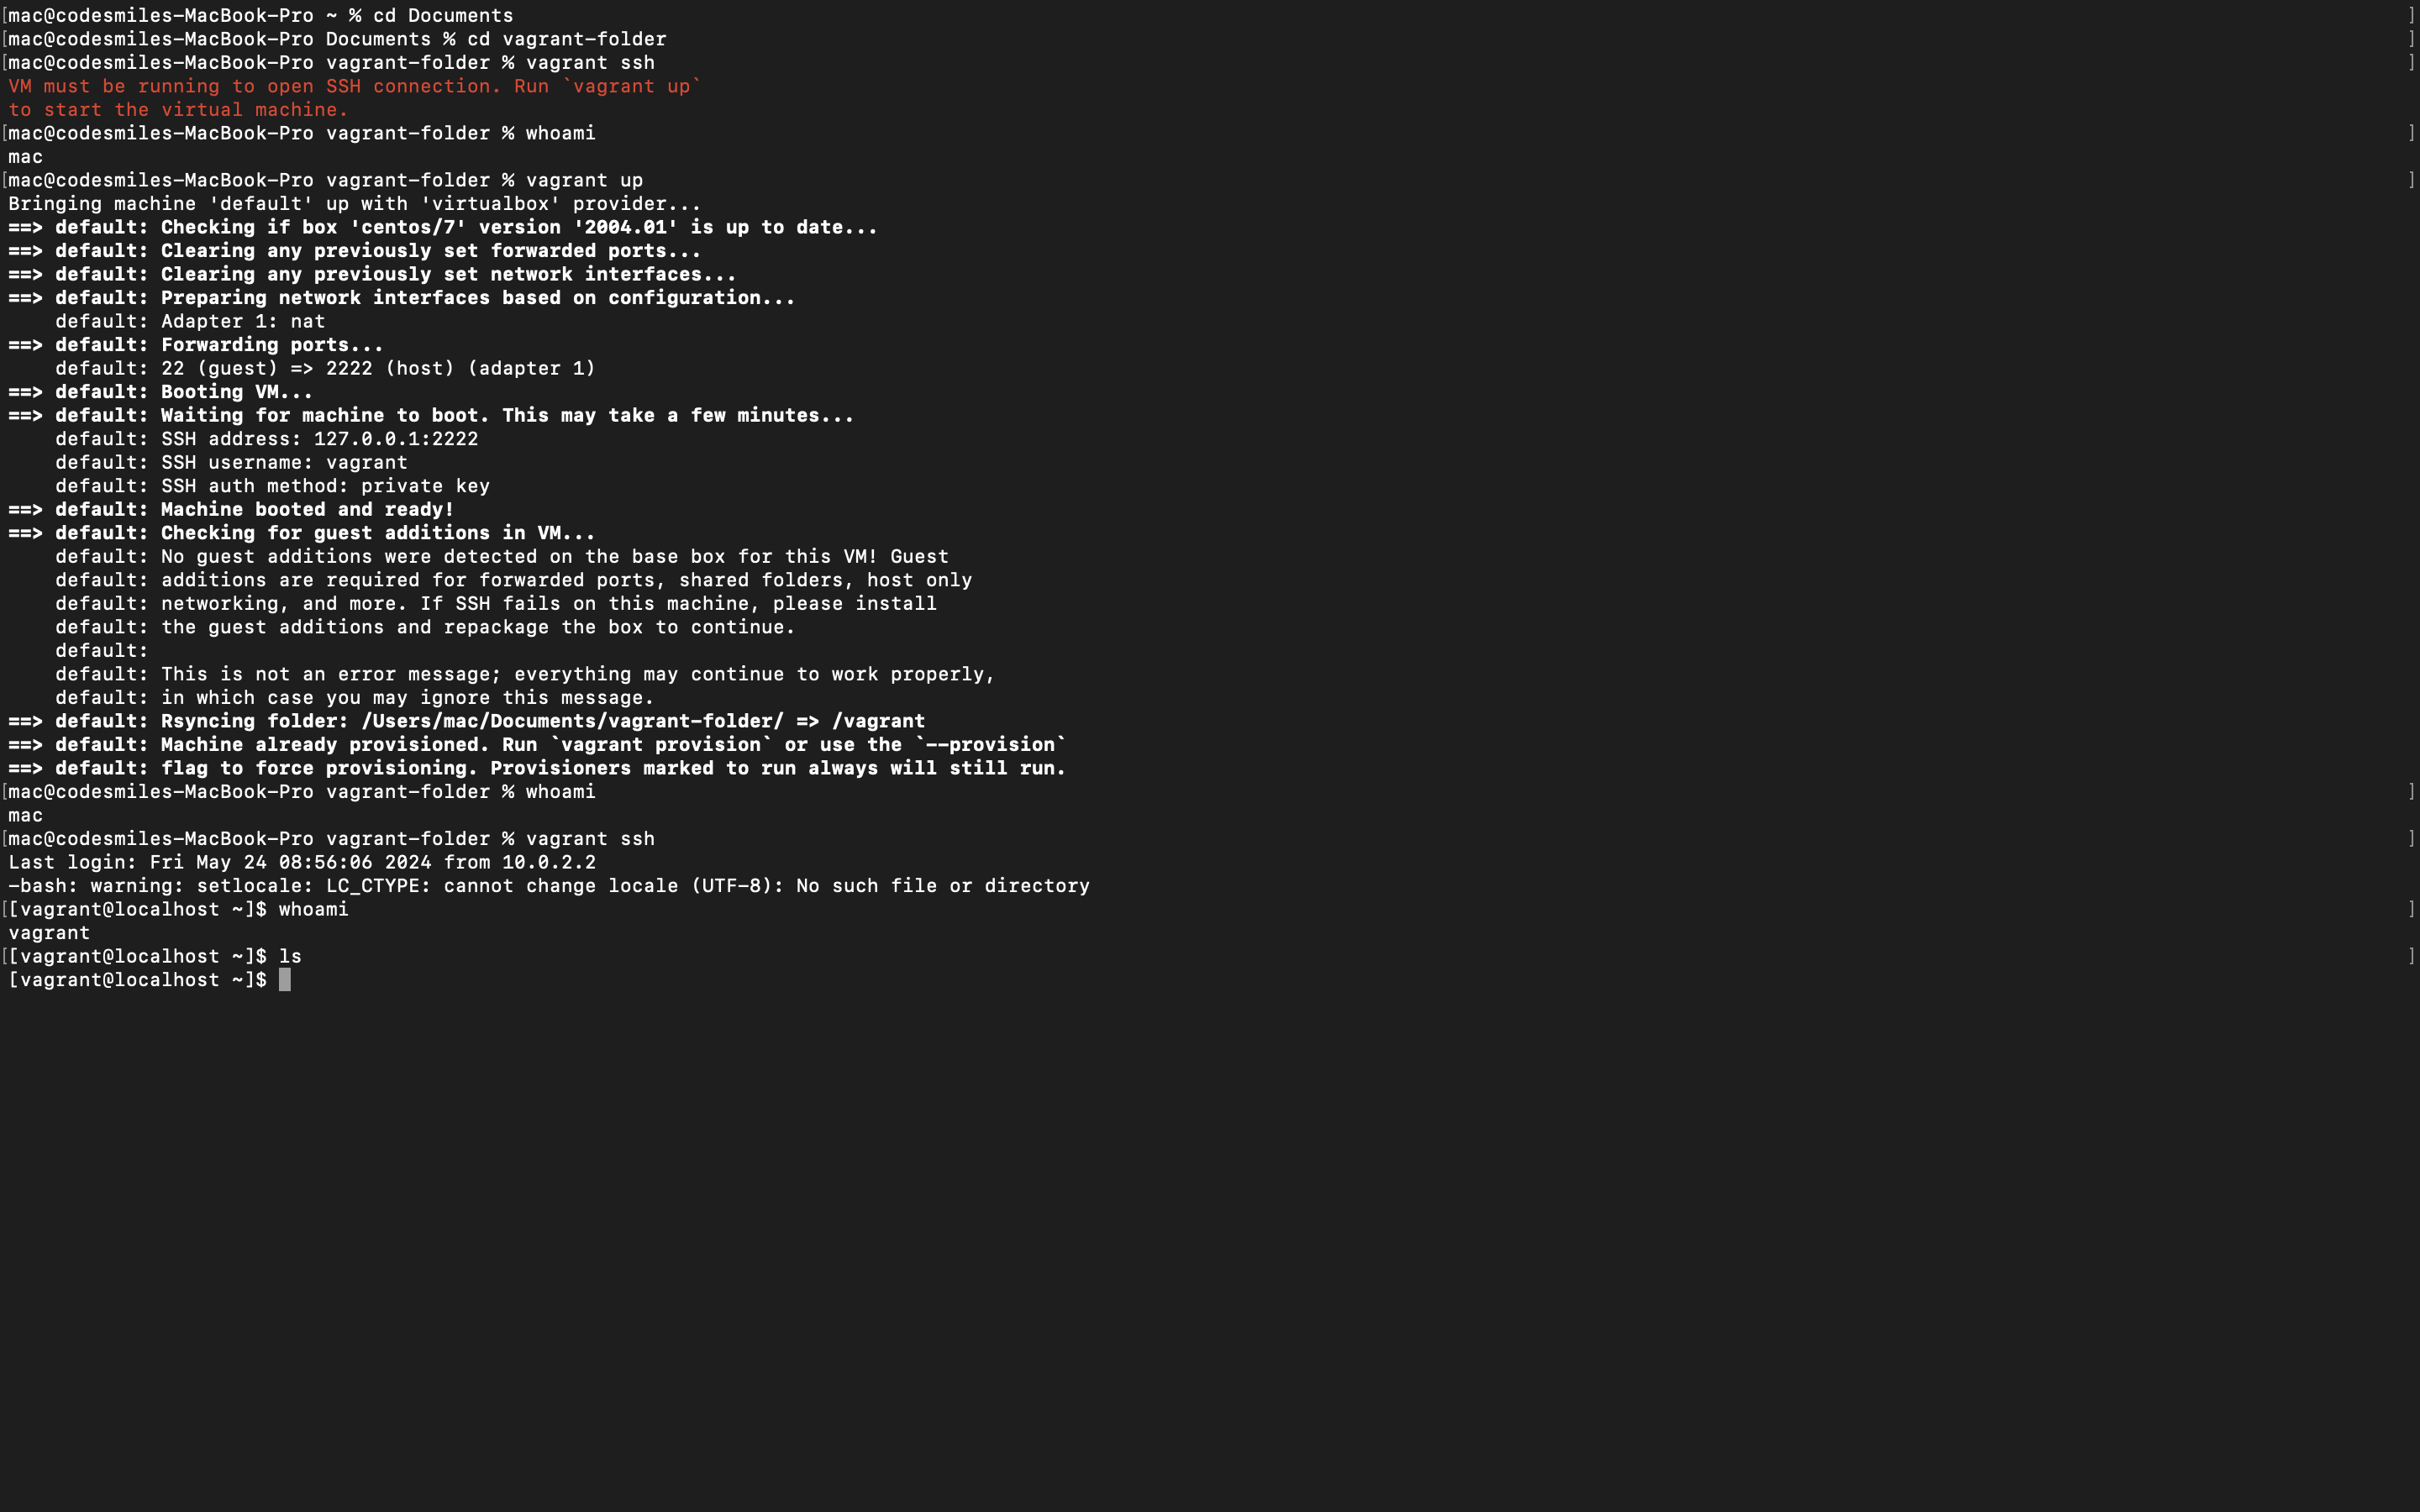 [mac@codesmiles-MacBook-Pro ~ % cd Documents ]
[mac@codesmiles-MacBook-Pro Documents % cd vagrant-folder ]
[mac@codesmiles-MacBook-Pro vagrant-folder % vagrant ssh ]
VM must be running to open SSH connection. Run `vagrant up`
to start the virtual machine.
[mac@codesmiles-MacBook-Pro vagrant-folder % whoami ]
mac
[mac@codesmiles-MacBook-Pro vagrant-folder % vagrant up ]
Bringing machine 'default' up with 'virtualbox' provider...
==> default: Checking if box 'centos/7' version '2004.01' is up to date...
==> default: Clearing any previously set forwarded ports...
==> default: Clearing any previously set network interfaces...
==> default: Preparing network interfaces based on configuration...
    default: Adapter 1: nat
==> default: Forwarding ports...
    default: 22 (guest) => 2222 (host) (adapter 1)
==> default: Booting VM...
==> default: Waiting for machine to boot. This may take a few minutes...
    default: SSH address: 127.0.0.1:2222
    default: SSH username: vagrant
    default: SSH auth method: private key
==> default: Machine booted and ready!
==> default: Checking for guest additions in VM...
    default: No guest additions were detected on the base box for this VM! Guest
    default: additions are required for forwarded ports, shared folders, host only
    default: networking, and more. If SSH fails on this machine, please install
    default: the guest additions and repackage the box to continue.
    default:
    default: This is not an error message; everything may continue to work properly,
    default: in which case you may ignore this message.
==> default: Rsyncing folder: /Users/mac/Documents/vagrant-folder/ => /vagrant
==> default: Machine already provisioned. Run `vagrant provision` or use the `--provision`
==> default: flag to force provisioning. Provisioners marked to run always will still run.
[mac@codesmiles-MacBook-Pro vagrant-folder % whoami ]
mac
[mac@codesmiles-MacBook-Pro vagrant-folder % vagrant ssh ]
Last login: Fri May 24 08:56:06 2024 from 10.0.2.2
-bash: warning: setlocale: LC_CTYPE: cannot change locale (UTF-8): No such file or directory
[[vagrant@localhost ~]$ whoami ]
vagrant
[[vagrant@localhost ~]$ ls ]
[vagrant@localhost ~]$